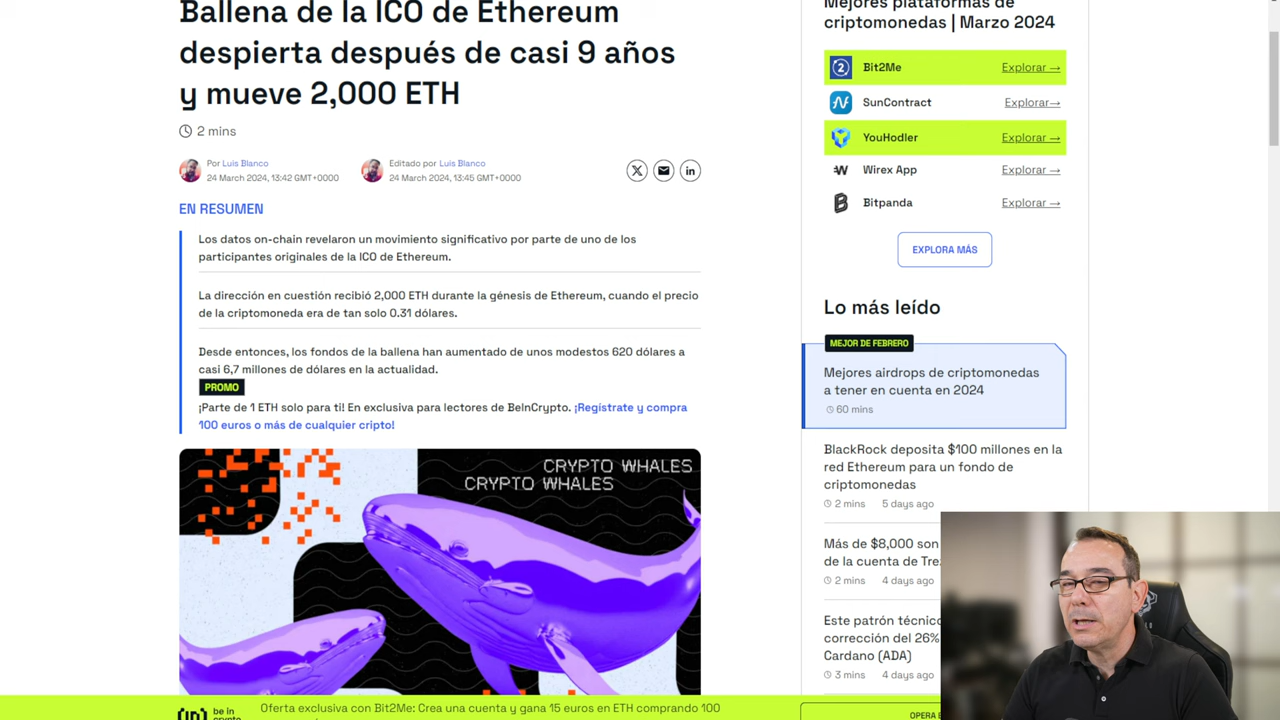 Ballena de la ICO de Ethereum
despierta después de casi 9 años
y mueve 2,000 ETH
2 mins
Por Luis Blanco
24 March 2024, 13:42 GMT+0000
Editado por Luis Blanco
24 March 2024, 13:45 GMT+0000
EN RESUMEN
Los datos on-chain revelaron un movimiento significativo por parte de uno de los
participantes originales de la ICO de Ethereum.
La dirección en cuestión recibió 2,000 ETH durante la génesis de Ethereum, cuando el precio
de la criptomoneda era de tan solo 0.31 dólares.
Desde entonces, los fondos de la ballena han aumentado de unos modestos 620 dólares a
casi 6,7 millones de dólares en la actualidad.
PROMO
¡Parte de 1 ETH solo para ti! En exclusiva para lectores de BeInCrypto. ¡Regístrate y compra
100 euros o más de cualquier cripto!
CRYPTO WHALES
CRYPTO WHALES
Mejores plataformas de
criptomonedas | Marzo 2024
Bit2Me Explorar →
SunContract Explorar→
YouHodler Explorar →
Wirex App Explorar →
Bitpanda Explorar →
EXPLORA MÁS
Lo más leído
MEJOR DE FEBRERO
Mejores airdrops de criptomonedas
a tener en cuenta en 2024
60 mins
BlackRock deposita $100 millones en la
red Ethereum para un fondo de
criptomonedas
2 mins 5 days ago
Más de $8,000 son
de la cuenta de Tre
2 mins 4 days ago
Este patrón técnico
corrección del 26%
Cardano (ADA)
3 mins 4 days ago
be in
crypto
Oferta exclusiva con Bit2Me: Crea una cuenta y gana 15 euros en ETH comprando 100
OPERA